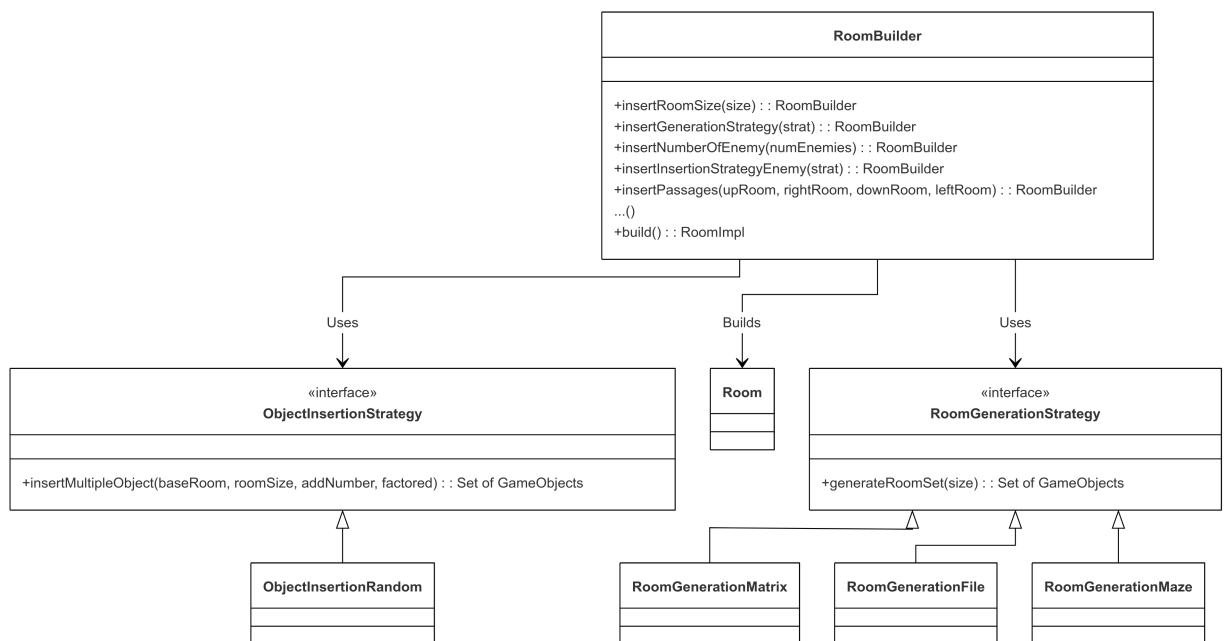 RoomBuilder
+insertRoomSize(size) : : RoomBuilder
+insertGenerationStrategy(strat) : : RoomBuilder
+insertNumberOfEnemy(numEnemies) : : RoomBuilder
+insertInsertionStrategyEnemy(strat) : : RoomBuilder
+insertPassages(upRoom, rightRoom, downRoom, leftRoom) : : RoomBuilder
...()
+build() : : RoomImpl
Uses
Builds
Uses
«interface»
ObjectInsertionStrategy
+insertMultipleObject(baseRoom, roomSize, addNumber, factored) : : Set of GameObjects
Room
«interface»
RoomGenerationStrategy
+generateRoomSet(size) : : Set of GameObjects
ObjectInsertionRandom
RoomGenerationMatrix
RoomGenerationFile
RoomGenerationMaze